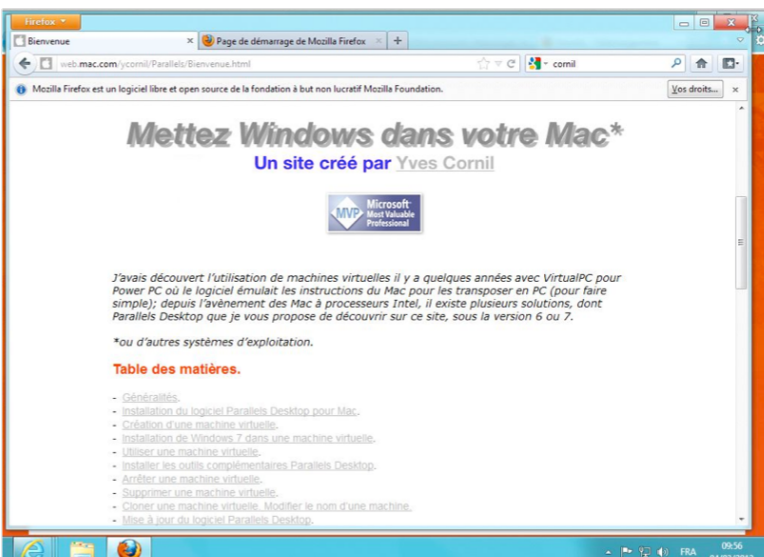 Firefox
Bienvenue
Page de démarrage de Mozilla Firefox
web.mac.com/ycornil/Parallels/Bienvenue.html
cornil
Mozilla Firefox est un logiciel libre et open source de la fondation à but non lucratif Mozilla Foundation.
Vos droits...
Mettez Windows dans votre Mac*
Un site créé par Yves Cornil
MVP
Microsoft
Most Valuable
Professional
J'avais découvert l'utilisation de machines virtuelles il y a quelques années avec VirtualPC pour
Power PC où le logiciel émulait les instructions du Mac pour les transposer en PC (pour faire
simple); depuis l'avènement des Mac à processeurs Intel, il existe plusieurs solutions, dont
Parallels Desktop que je vous propose de découvrir sur ce site, sous la version 6 ou 7.
*ou d'autres systèmes d'exploitation.
Table des matières.
- Généralités.
- Installation du logiciel Parallels Desktop pour Mac.
- Création d'une machine virtuelle.
- Installation de Windows 7 dans une machine virtuelle.
- Utiliser une machine virtuelle.
- Installer les outils complémentaires Parallels Desktop.
- Arrêter une machine virtuelle.
- Supprimer une machine virtuelle.
- Cloner une machine virtuelle. Modifier le nom d'une machine.
- Mise à jour du logiciel Parallels Desktop.
FRA
09:56